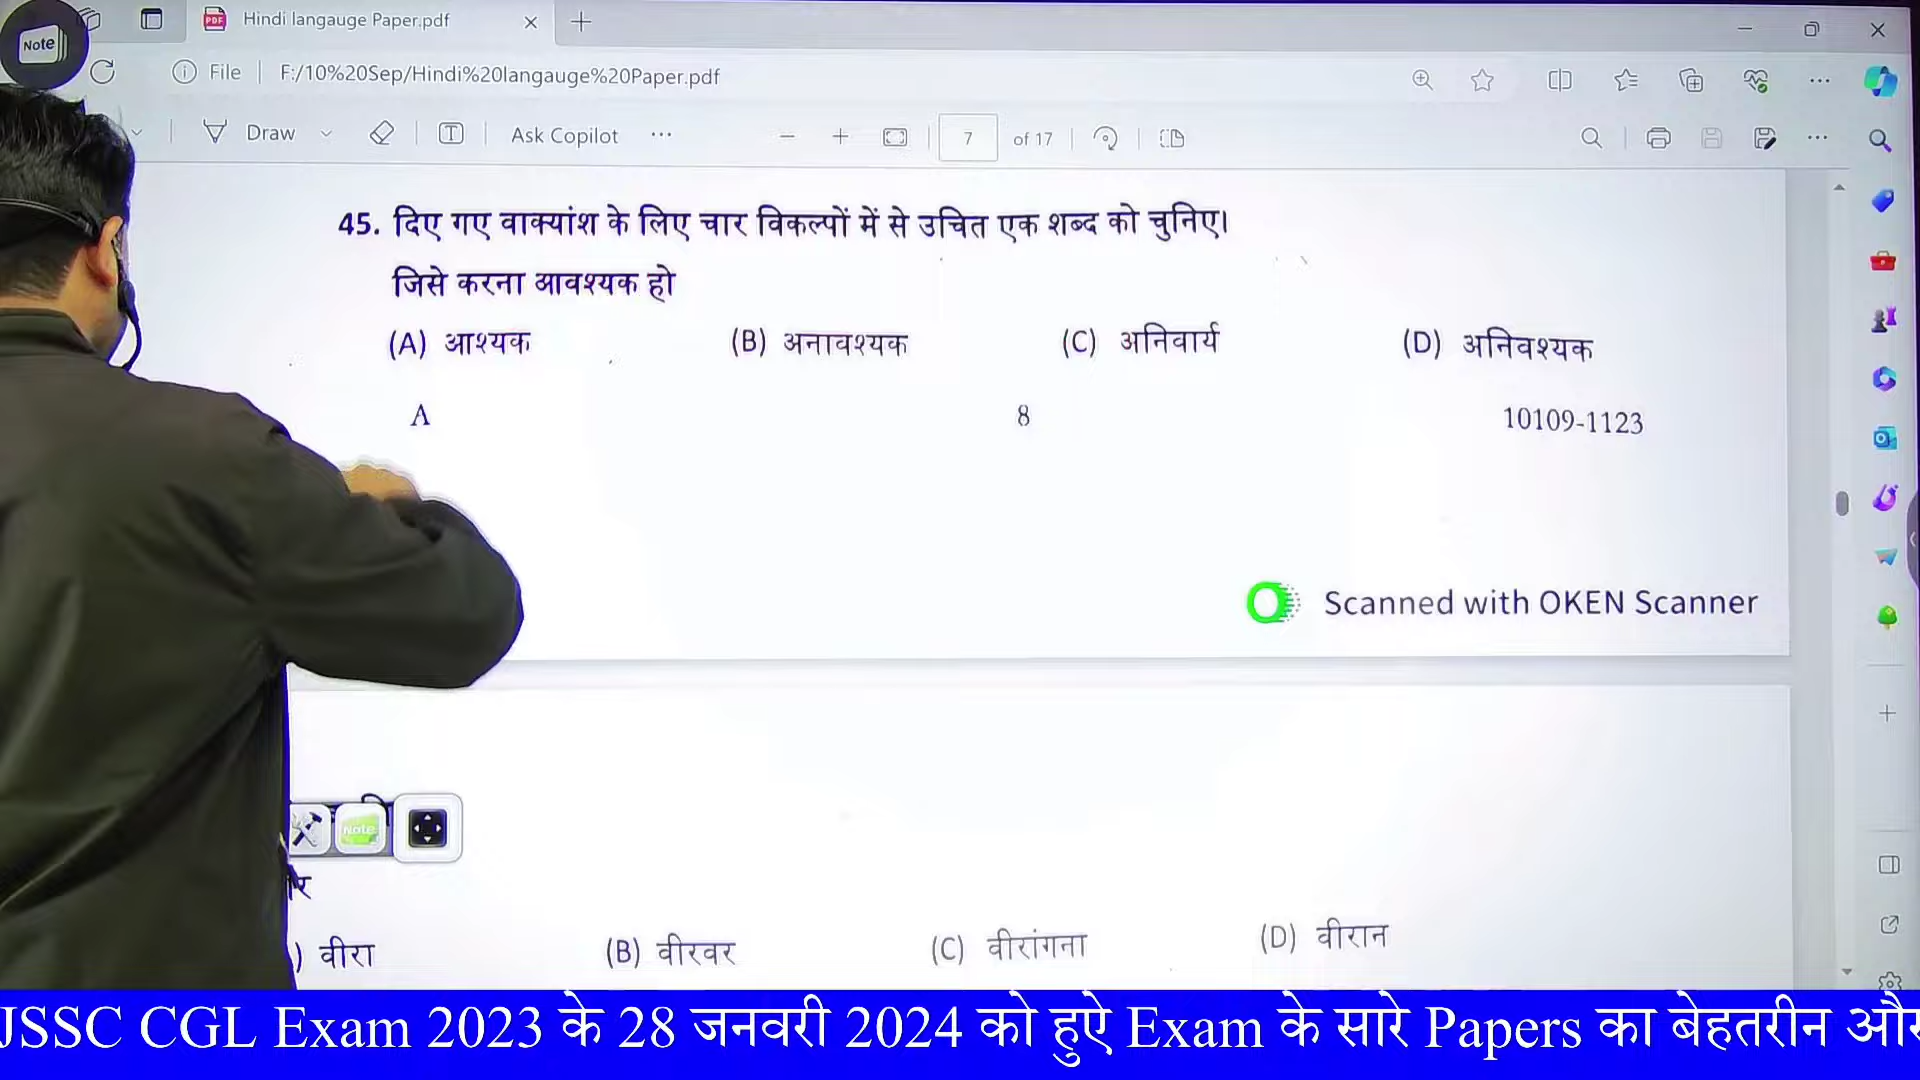 Note
Hindi langauge Paper.pdf
File
F:/10%20Sep/Hindi%20langauge%20Paper.pdf
Draw
Ask Copilot
7 of 17
45. दिए गए वाक्यांश के लिए चार विकल्पों में से उचित एक शब्द को चुनिए।
जिसे करना आवश्यक हो
(A) आश्यक (B) अनावश्यक (C) अनिवार्य (D) अनिवश्यक
A 8 10109-1123
Scanned with OKEN Scanner
Note
) वीरा (B) वीरवर (C) वीरांगना (D) वीरान
JSSC CGL Exam 2023 के 28 जनवरी 2024 को हुऐ Exam के सारे Papers का बेहतरीन